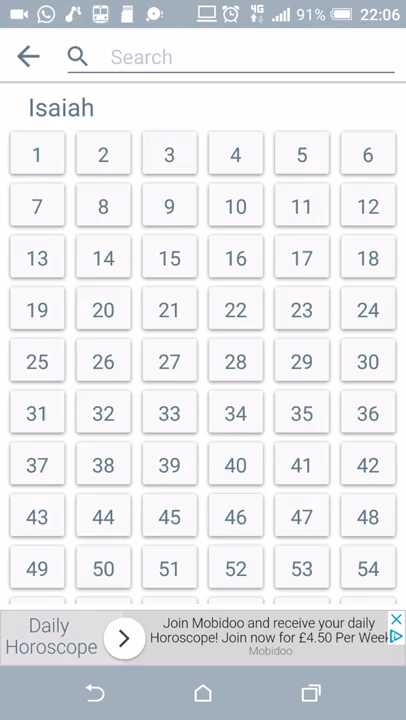 4G
91%
22:06
Search
Isaiah
1 2 3 4 5 6
7 8 9 10 11 12
13 14 15 16 17 18
19 20 21 22 23 24
25 26 27 28 29 30
31 32 33 34 35 36
37 38 39 40 41 42
43 44 45 46 47 48
49 50 51 52 53 54
Daily
Horoscope
Join Mobidoo and receive your daily
Horoscope! Join now for £4.50 Per Week
Mobidoo